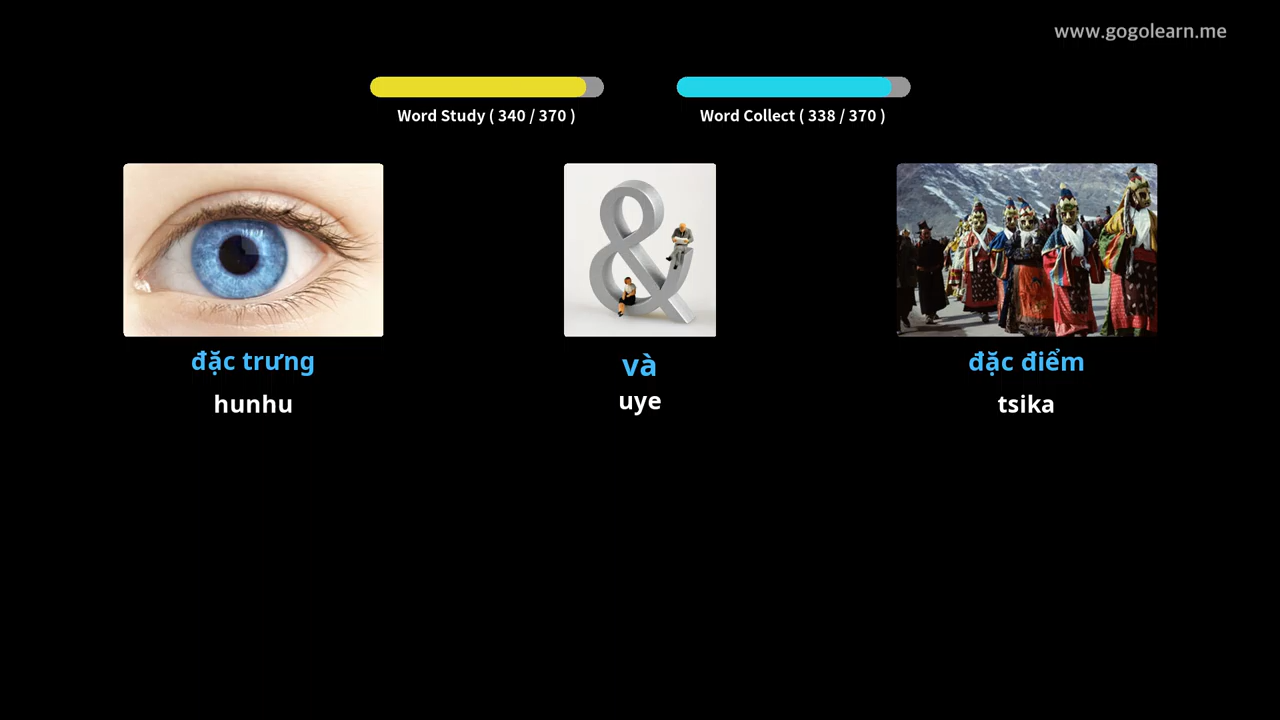 www.gogolearn.me
Word Study ( 340 / 370 )
Word Collect ( 338 / 370 )
đặc trưng
và
đặc điểm
hunhu
uye
tsika